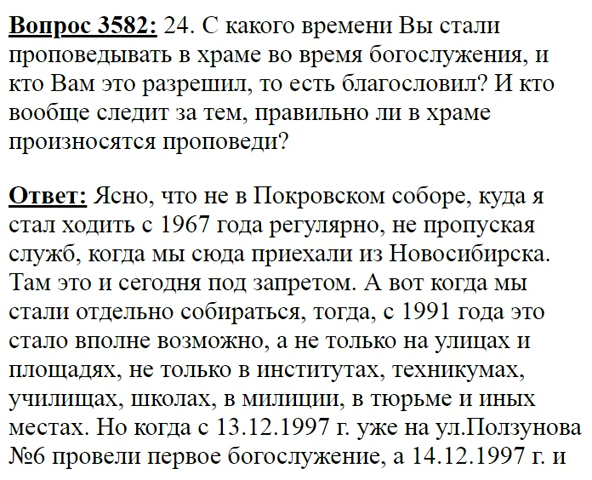 Вопрос 3582: 24. С какого времени Вы стали
проповедывать в храме во время богослужения, и
кто Вам это разрешил, то есть благословил? И кто
вообще следит за тем, правильно ли в храме
произносятся проповеди?
Ответ: Ясно, что не в Покровском соборе, куда я
стал ходить с 1967 года регулярно, не пропуская
служб, когда мы сюда приехали из Новосибирска.
Там это и сегодня под запретом. А вот когда мы
стали отдельно собираться, тогда, с 1991 года это
стало вполне возможно, а не только на улицах и
площадях, не только в институтах, техникумах,
училищах, школах, в милиции, в тюрьме и иных
местах. Но когда с 13.12.1997 г. уже на ул.Ползунова
№6 провели первое богослужение, а 14.12.1997 г. и